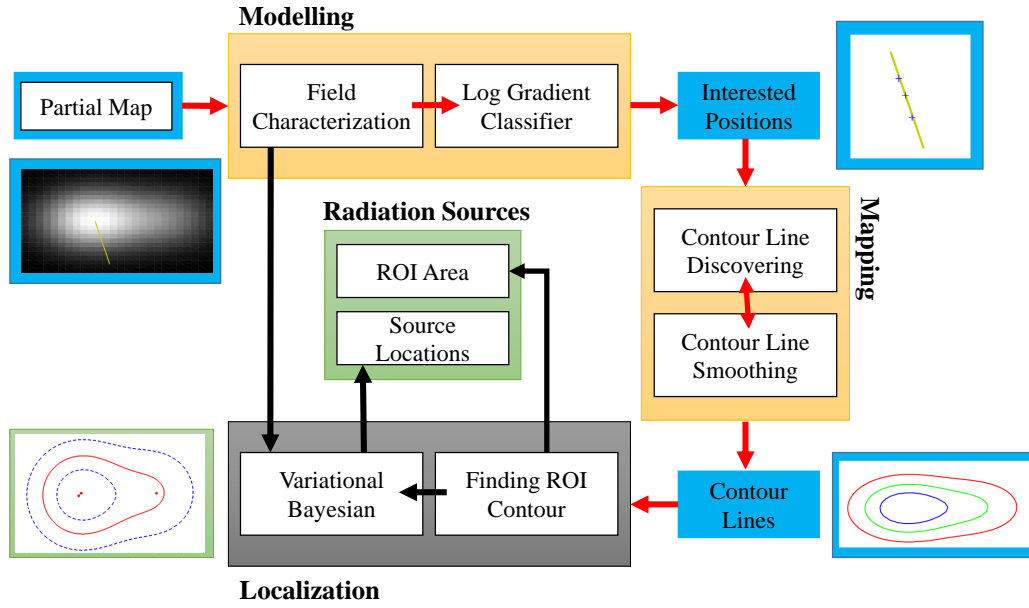 Modelling
Partial Map
Field
Characterization
Log Gradient
Classifier
Interested
Positions
Radiation Sources
ROI Area
Source
Locations
Mapping
Contour Line
Discovering
Contour Line
Smoothing
Variational
Bayesian
Finding ROI
Contour
Contour
Lines
Localization